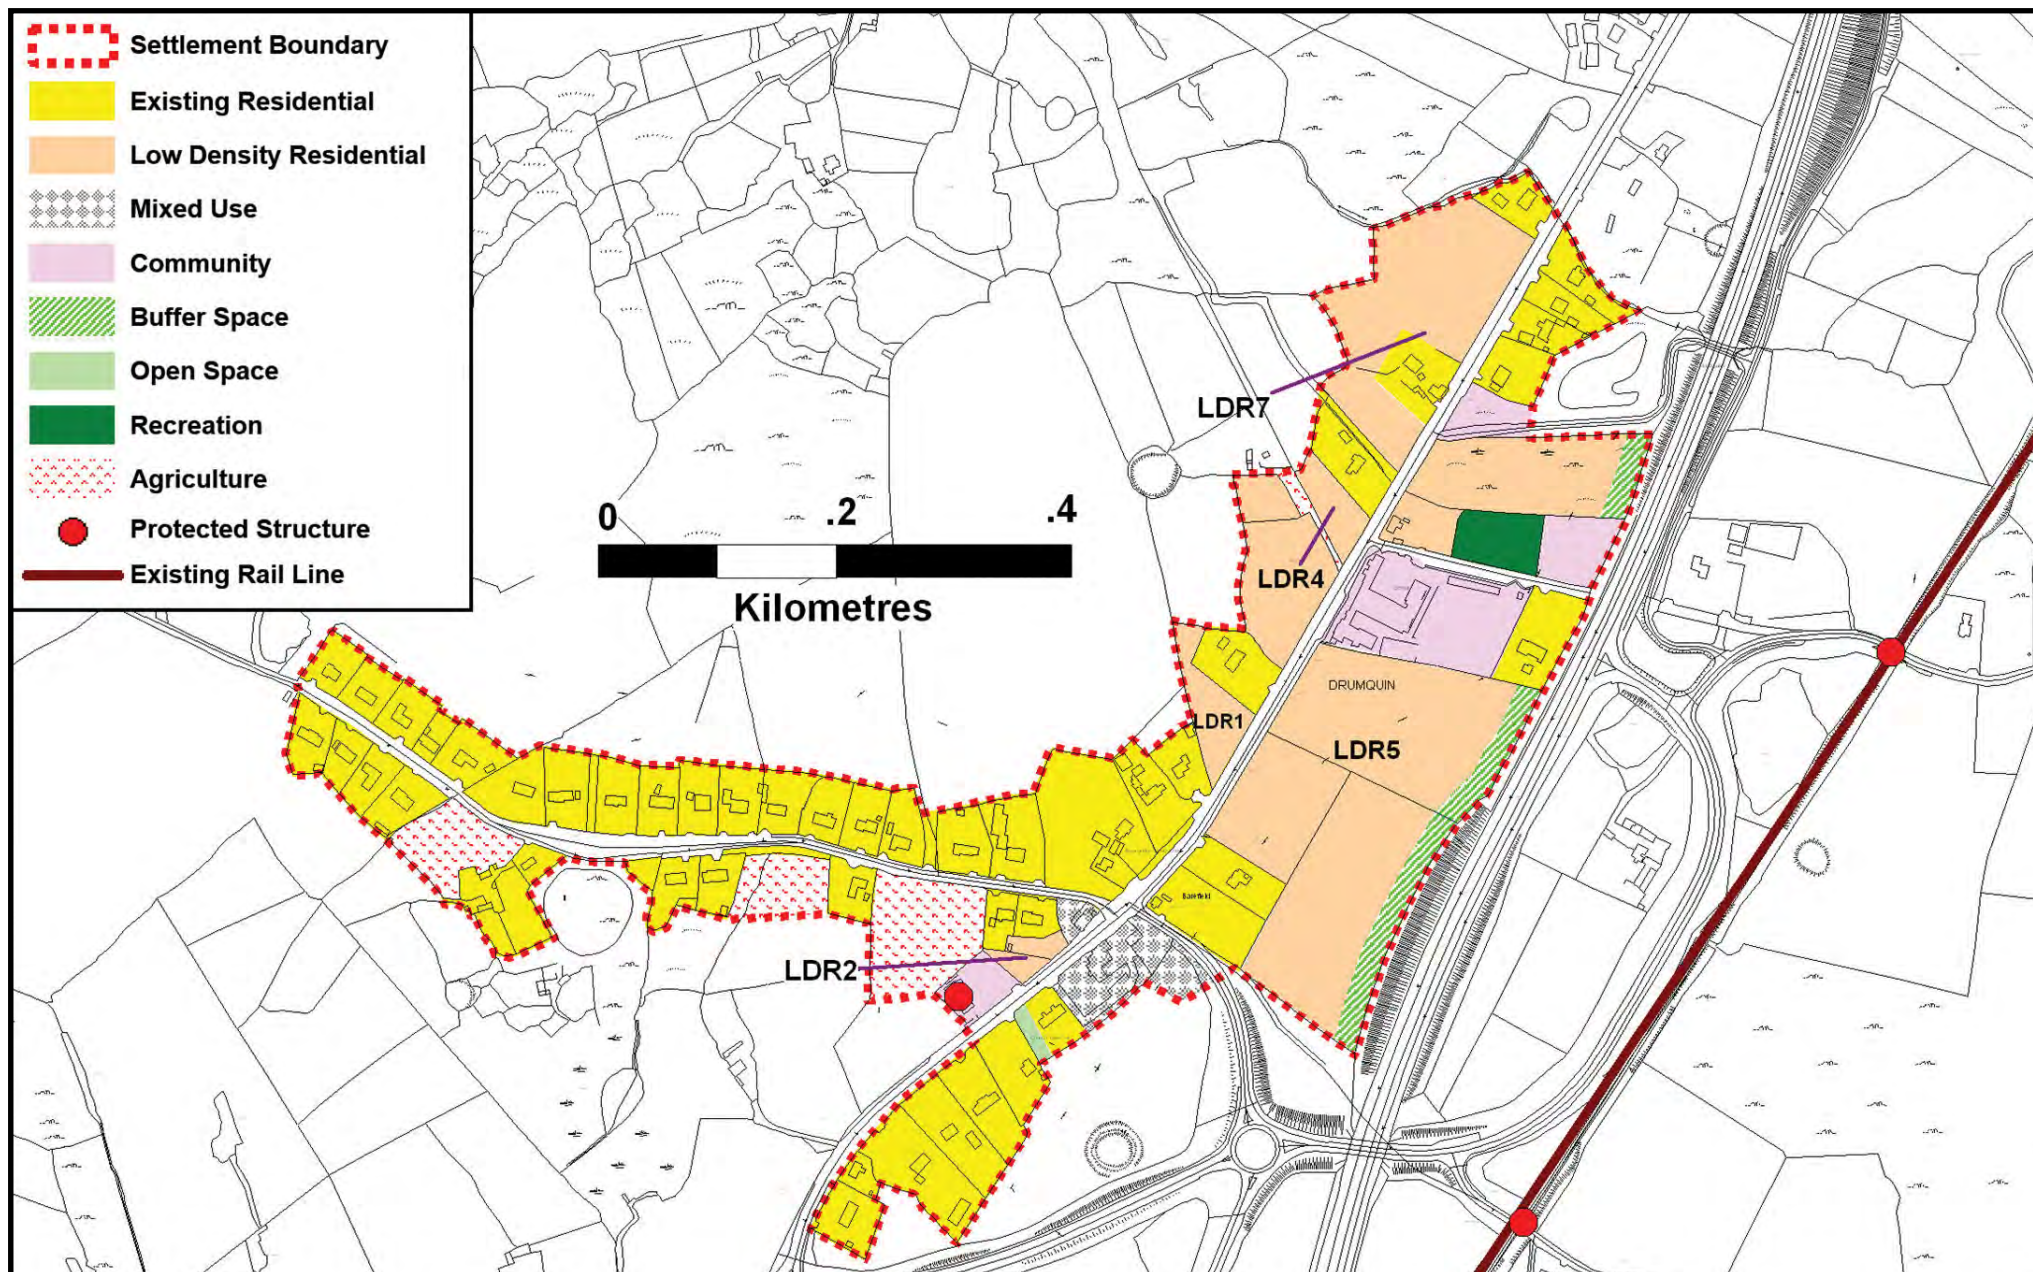 Settlement Boundary
Existing Residential
Low Density Residential
Mixed Use
Community
Buffer Space
Open Space
Recreation
Agriculture
Protected Structure
Existing Rail Line
0 .2 .4
Kilometres
LDR7
LDR4
DRUMQUIN
LDR1
LDR5
LDR2